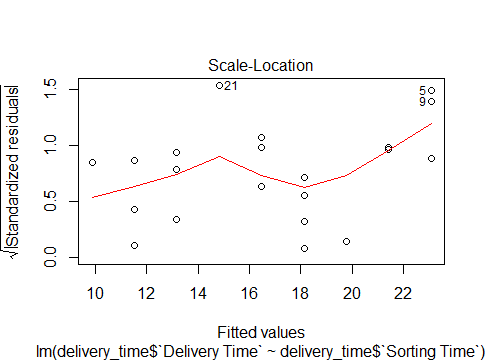 Scale-Location
√|Standardized residuals|
0.0 0.5 1.0 1.5
21
5
9
10 12 14 16 18 20 22
Fitted values
lm(delivery_time$`Delivery Time` ~ delivery_time$`Sorting Time`)